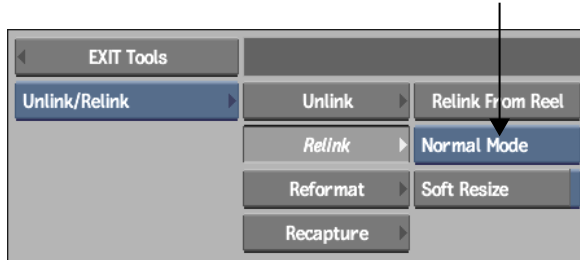 EXIT Tools
Unlink/Relink
Unlink
Relink From Reel
Relink
Normal Mode
Reformat
Soft Resize
Recapture